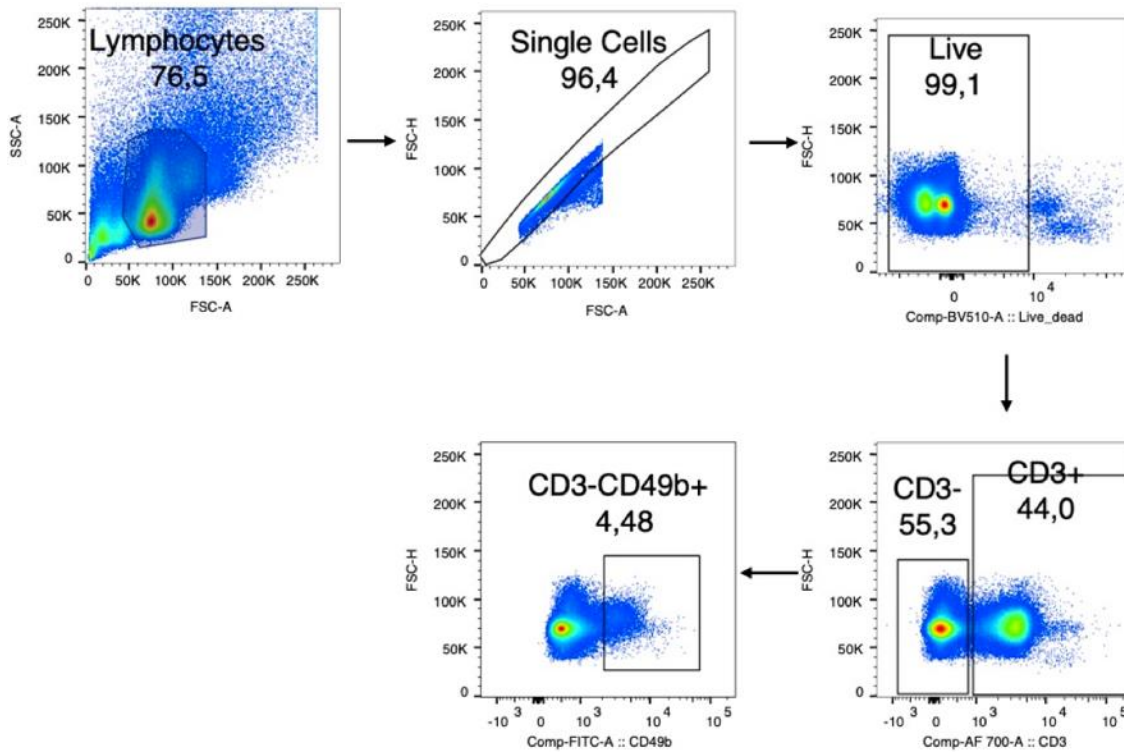 Lymphocytes
76,5
250K
200K
150K
100K
50K
0
SSC-A
0 50K 100K 150K 200K 250K
FSC-A
Single Cells
96,4
250K
200K
150K
100K
50K
0
FSC-H
0 50K 100K 150K 200K 250K
FSC-A
Live
99,1
250K
200K
150K
100K
50K
0
FSC-H
0 10 4
Comp-BV510-A :: Live_dead
CD3-CD49b+
4,48
250K
200K
150K
100K
50K
0
FSC-H
-10 3 0 10 3 10 4 10 5
Comp-FITC-A :: CD49b
CD3-
55,3
CD3+
44,0
250K
200K
150K
100K
50K
0
FSC-H
-10 3 0 10 3 10 4 10 5
Comp-AF 700-A :: CD3